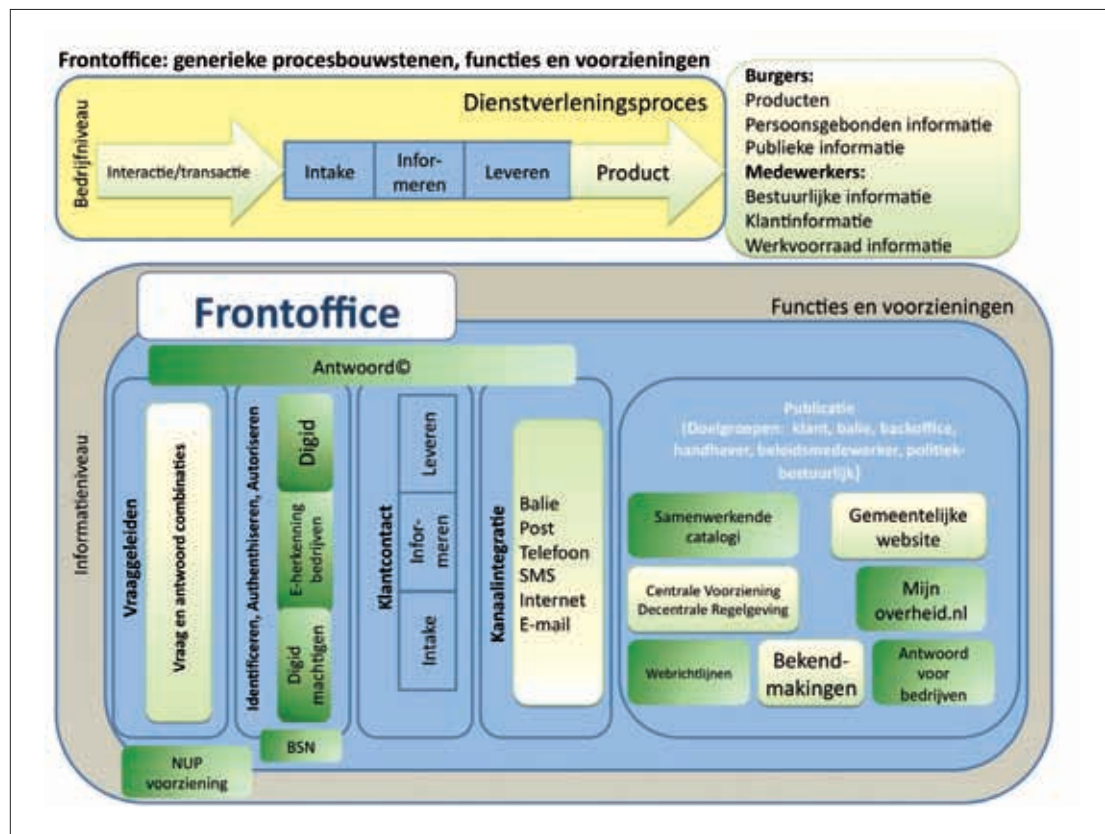 Frontoffice: generieke procesbouwstenen, functies en voorzieningen
Bedrijfniveau
Dienstverleningsproces
Interactie/transactie
Intake
Infor-
meren
Leveren
Product
Burgers:
Producten
Persoonsgebonden informatie
Publieke informatie
Medewerkers:
Bestuurlijke informatie
Klantinformatie
Werkvoorraad informatie
Informatieniveau
Frontoffice
Functies en voorzieningen
Antwoord©
Vraaggeleiden
Vraag en antwoord combinaties
Identificeren, Authenthiseren, Autoriseren
Digid
E-herkenning
bedrijven
Digid
machtigen
BSN
Klantcontact
Leveren
Infor-
meren
Intake
Kanaalintegratie
Balie
Post
Telefoon
SMS
Internet
E-mail
Publicatie
(Doelgroepen: klant, balie, backoffice,
handhaver, beleidsmedewerker, politiek-
bestuurlijk)
Samenwerkende
catalogi
Gemeentelijke
website
Centrale Voorziening
Decentrale Regelgeving
Mijn
overheid.nl
Webrichtlijnen
Bekend-
makingen
Antwoord
voor
bedrijven
NUP
voorziening